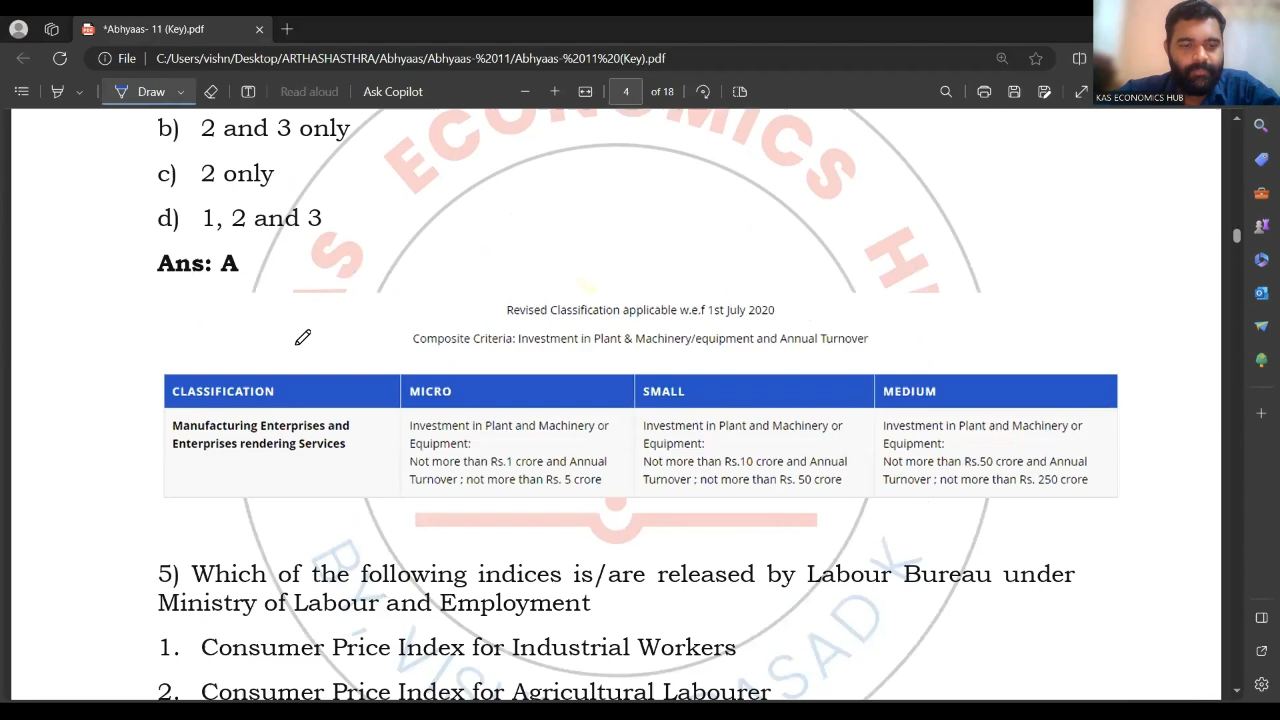 *Abhyaas- 11 (Key).pdf
File C:/Users/vishn/Desktop/ARTHASHASTHRA/Abhyaas/Abhyaas-%2011/Abhyaas-%2011%20(Key).pdf
Draw Read aloud Ask Copilot 4 of 18
KAS ECONOMICS HUB
b) 2 and 3 only
c) 2 only
d) 1, 2 and 3
Ans: A
Revised Classification applicable w.e.f 1st July 2020
Composite Criteria: Investment in Plant & Machinery/equipment and Annual Turnover
CLASSIFICATION MICRO SMALL MEDIUM
Manufacturing Enterprises and Investment in Plant and Machinery or Investment in Plant and Machinery or Investment in Plant and Machinery or
Enterprises rendering Services Equipment: Equipment: Equipment:
Not more than Rs.1 crore and Annual Not more than Rs.10 crore and Annual Not more than Rs.50 crore and Annual
Turnover ; not more than Rs. 5 crore Turnover ; not more than Rs. 50 crore Turnover ; not more than Rs. 250 crore
5) Which of the following indices is/are released by Labour Bureau under
Ministry of Labour and Employment
1. Consumer Price Index for Industrial Workers
2. Consumer Price Index for Agricultural Labourer
S ECONOMICS H
BY, VIS ASAD K